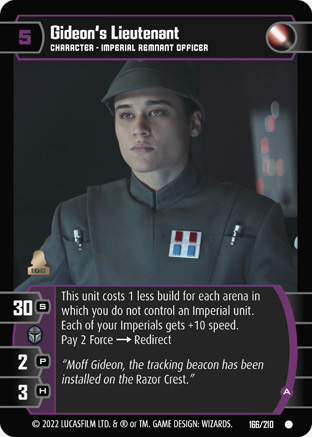 5
Gideon's Lieutenant
CHARACTER - IMPERIAL REMNANT OFFICER
IDC
30 S
2 P
3 H
This unit costs 1 less build for each arena in
which you do not control an Imperial unit.
Each of your Imperials gets +10 speed.
Pay 2 Force → Redirect
"Moff Gideon, the tracking beacon has been
installed on the Razor Crest."
A
© 2022 LUCASFILM LTD. & ® or TM. GAME DESIGN: WIZARDS.
166/210